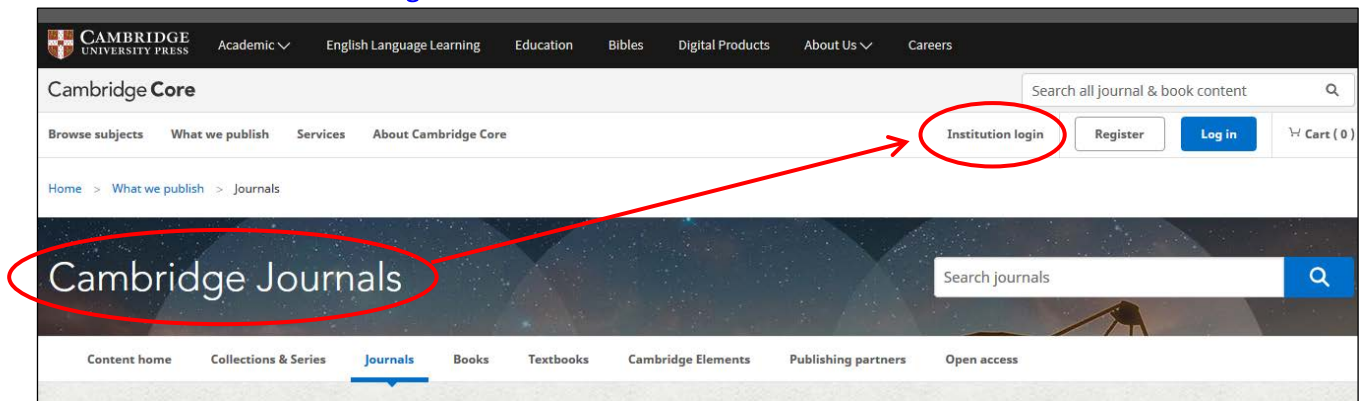 CAMBRIDGE
UNIVERSITY PRESS
Academic English Language Learning Education Bibles Digital Products About Us Careers
Cambridge Core
Search all journal & book content
Browse subjects What we publish Services About Cambridge Core Institution login Register Log in Cart ( 0 )
Home > What we publish > Journals
Cambridge Journals
Search journals
Content home Collections & Series Journals Books Textbooks Cambridge Elements Publishing partners Open access